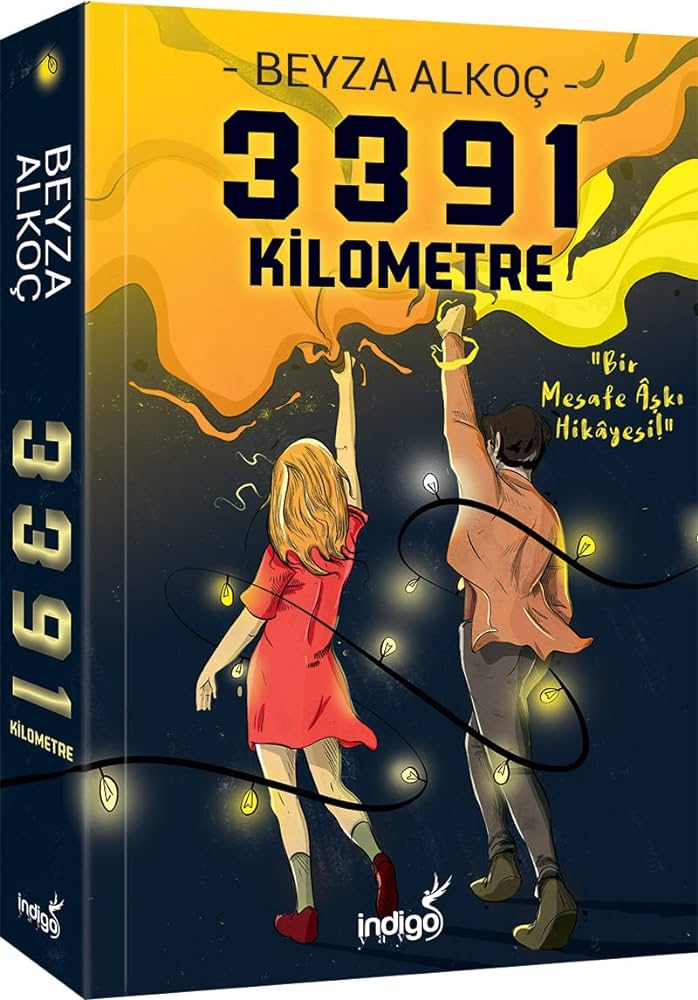 - BEYZA ALKOÇ -
3391
KİLOMETRE
"Bir
Mesafe Âşkı
Hikâyesi!"
indigo
BEYZA
ALKOÇ
3391
KİLOMETRE
indigo